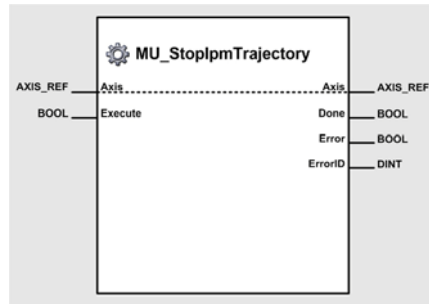 MU_StopIpmTrajectory
AXIS_REF Axis Axis AXIS_REF
BOOL Execute Done BOOL
Error BOOL
ErrorID DINT